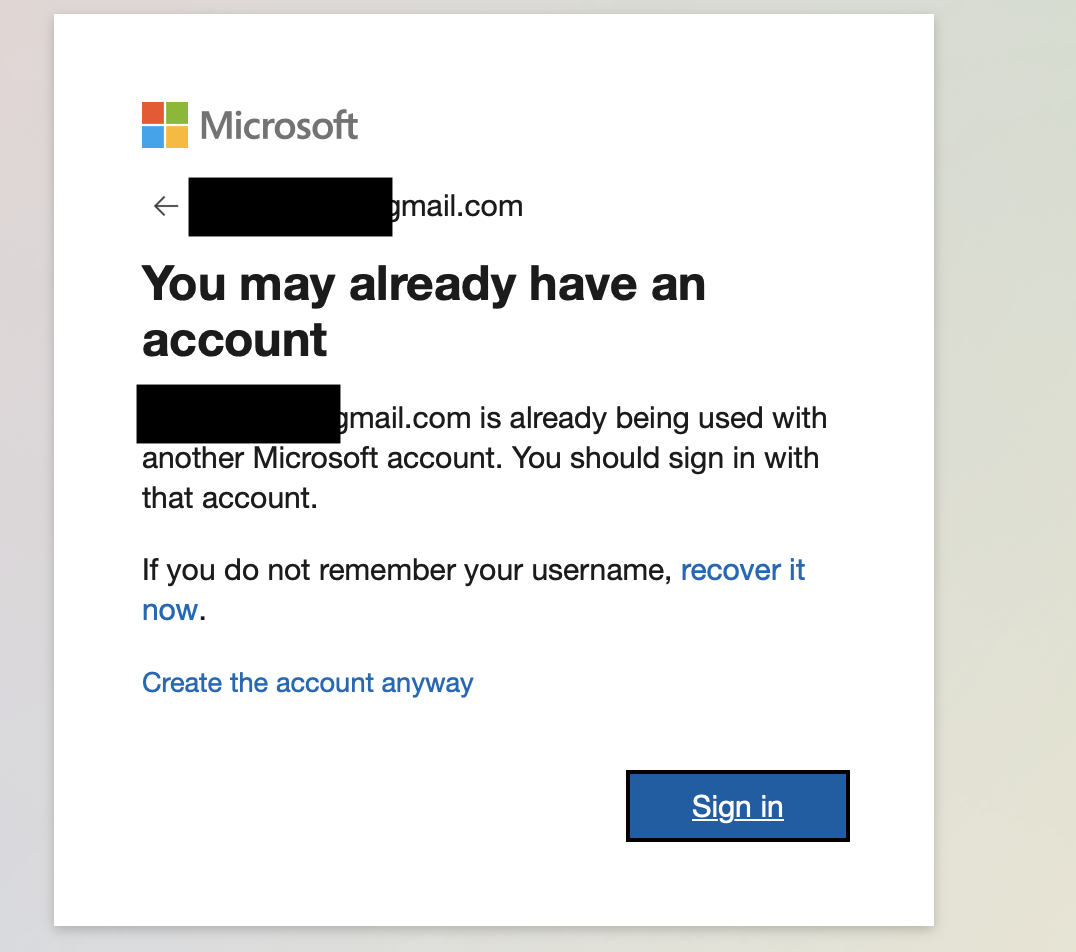 Microsoft
gmail.com
You may already have an
account
gmail.com is already being used with
another Microsoft account. You should sign in with
that account.
If you do not remember your username, recover it
now.
Create the account anyway
Sign in